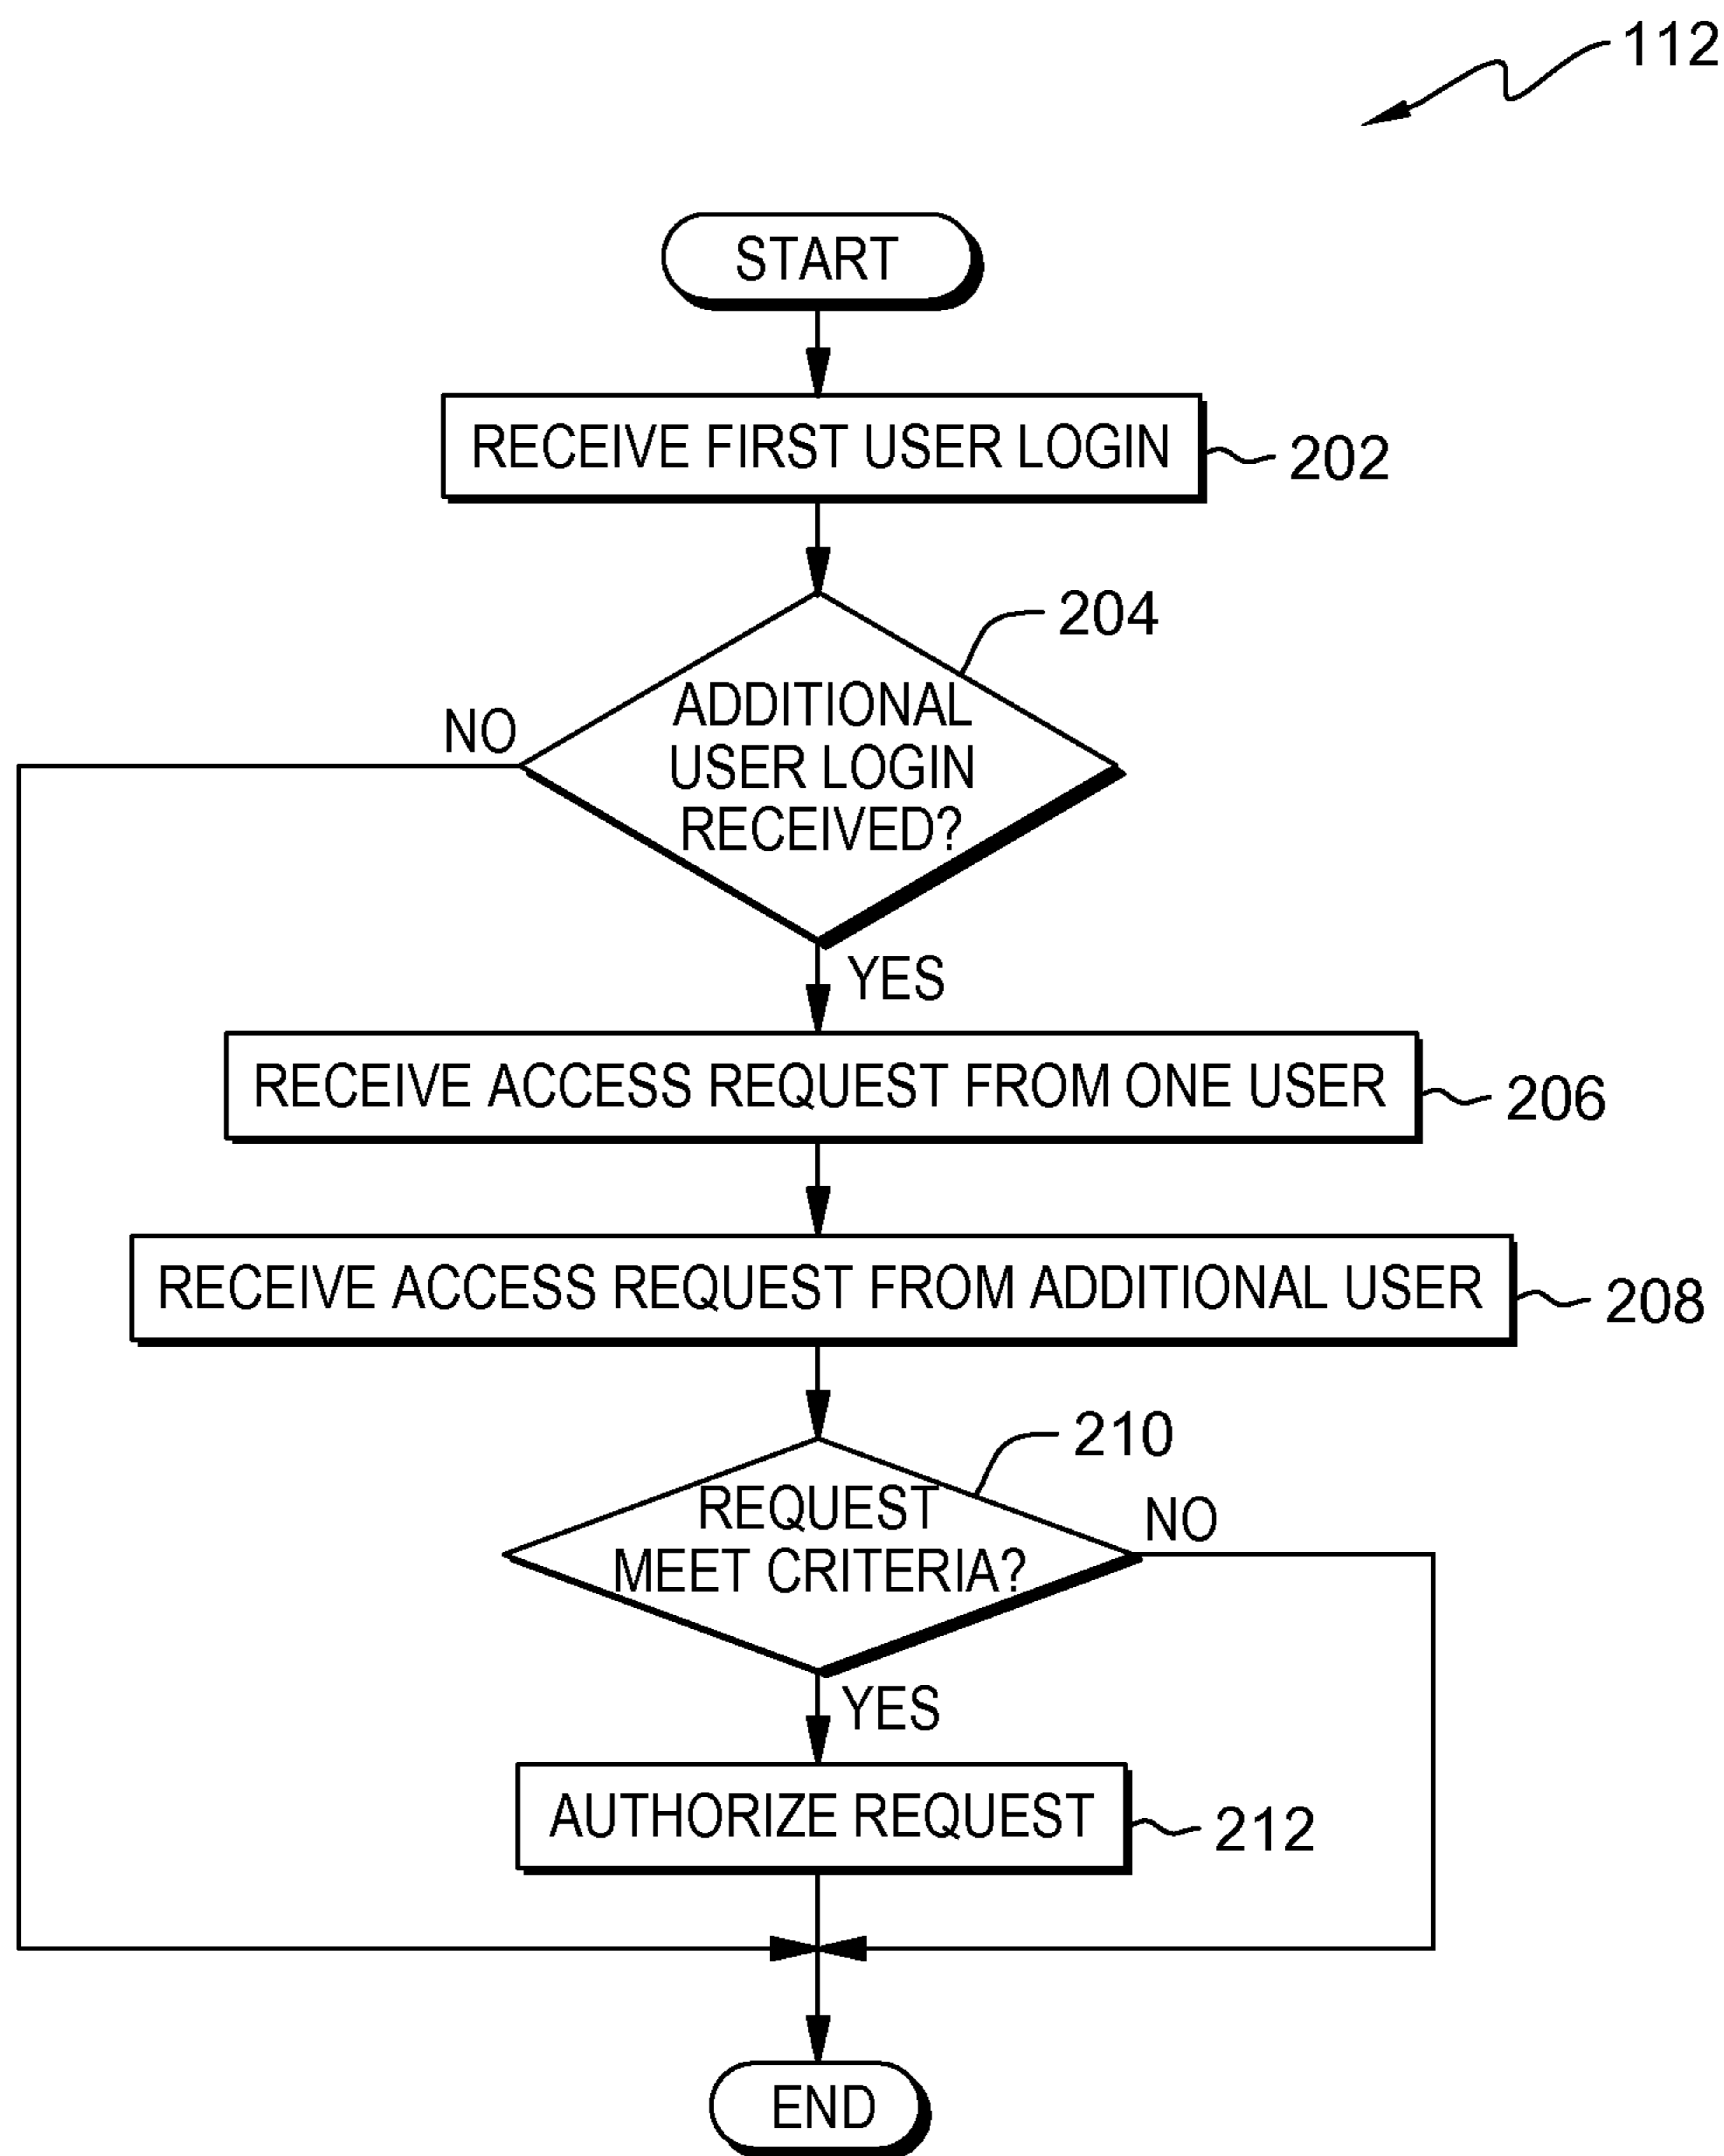 112
START
RECEIVE FIRST USER LOGIN
202
204
ADDITIONAL
USER LOGIN
RECEIVED?
NO
YES
RECEIVE ACCESS REQUEST FROM ONE USER
206
RECEIVE ACCESS REQUEST FROM ADDITIONAL USER
208
210
REQUEST
MEET CRITERIA?
NO
YES
AUTHORIZE REQUEST
212
END